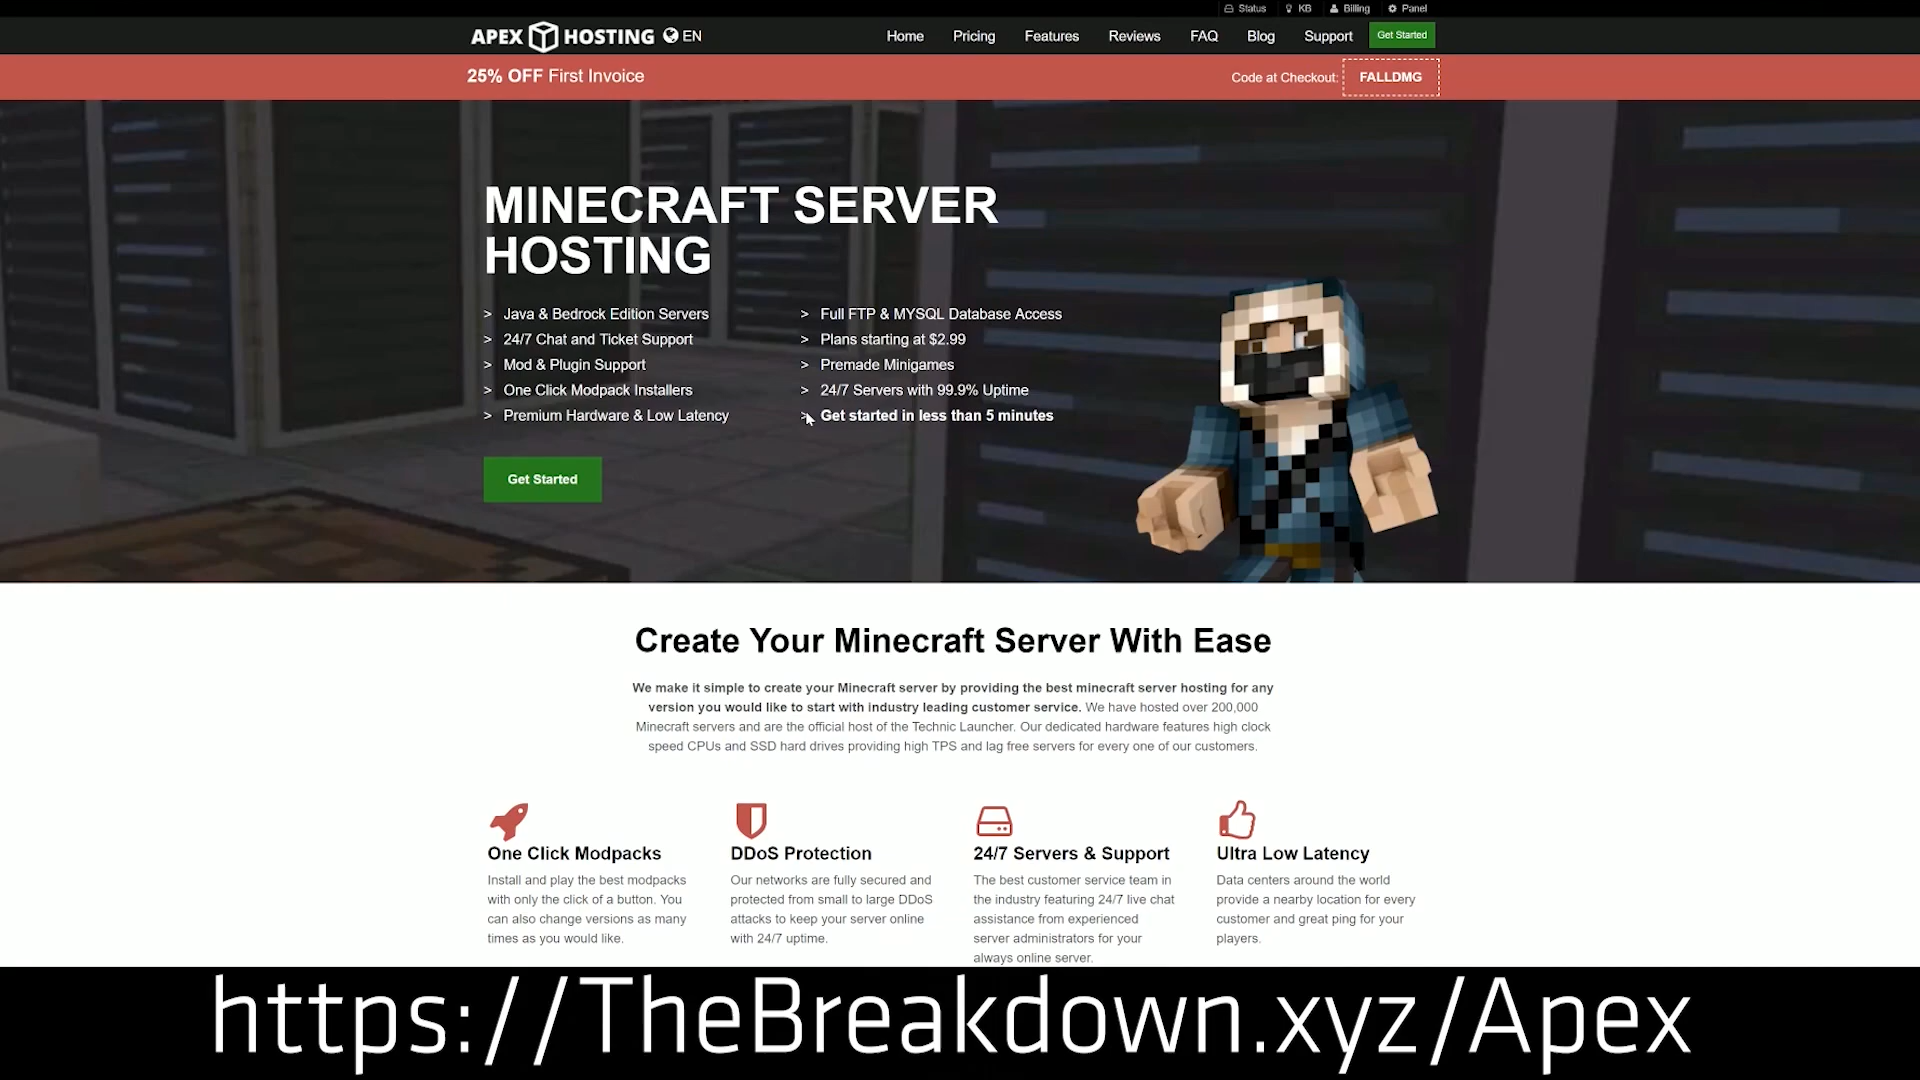 Status KB Billing Panel
APEX HOSTING EN Home Pricing Features Reviews FAQ Blog Support Get Started
25% OFF First Invoice Code at Checkout: FALLDMG
MINECRAFT SERVER
HOSTING
> Java & Bedrock Edition Servers
> 24/7 Chat and Ticket Support
> Mod & Plugin Support
> One Click Modpack Installers
> Premium Hardware & Low Latency
> Full FTP & MYSQL Database Access
> Plans starting at $2.99
> Premade Minigames
> 24/7 Servers with 99.9% Uptime
> Get started in less than 5 minutes
Get Started
Create Your Minecraft Server With Ease
We make it simple to create your Minecraft server by providing the best minecraft server hosting for any
version you would like to start with industry leading customer service. We have hosted over 200,000
Minecraft servers and are the official host of the Technic Launcher. Our dedicated hardware features high clock
speed CPUs and SSD hard drives providing high TPS and lag free servers for every one of our customers.
One Click Modpacks
Install and play the best modpacks
with only the click of a button. You
can also change versions as many
times as you would like.
DDoS Protection
Our networks are fully secured and
protected from small to large DDoS
attacks to keep your server online
with 24/7 uptime.
24/7 Servers & Support
The best customer service team in
the industry featuring 24/7 live chat
assistance from experienced
server administrators for your
always online server.
Ultra Low Latency
Data centers around the world
provide a nearby location for every
customer and great ping for your
players.
https://TheBreakdown.xyz/Apex